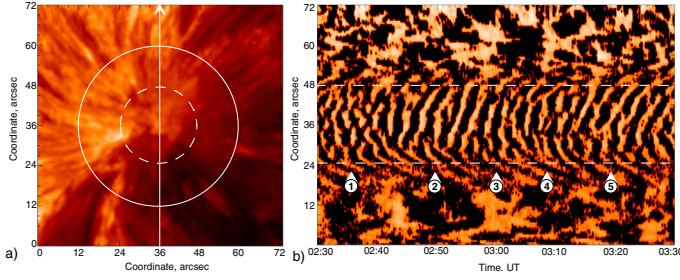 72
60
48
36
24
12
0
Coordinate, arcsec
0 12 24 36 48 60 72
Coordinate, arcsec
a)
72
60
48
36
24
12
0
Coordinate, arcsec
1 2 3 4 5
02:30 02:40 02:50 03:00 03:10 03:20 03:30
Time. UT
b)